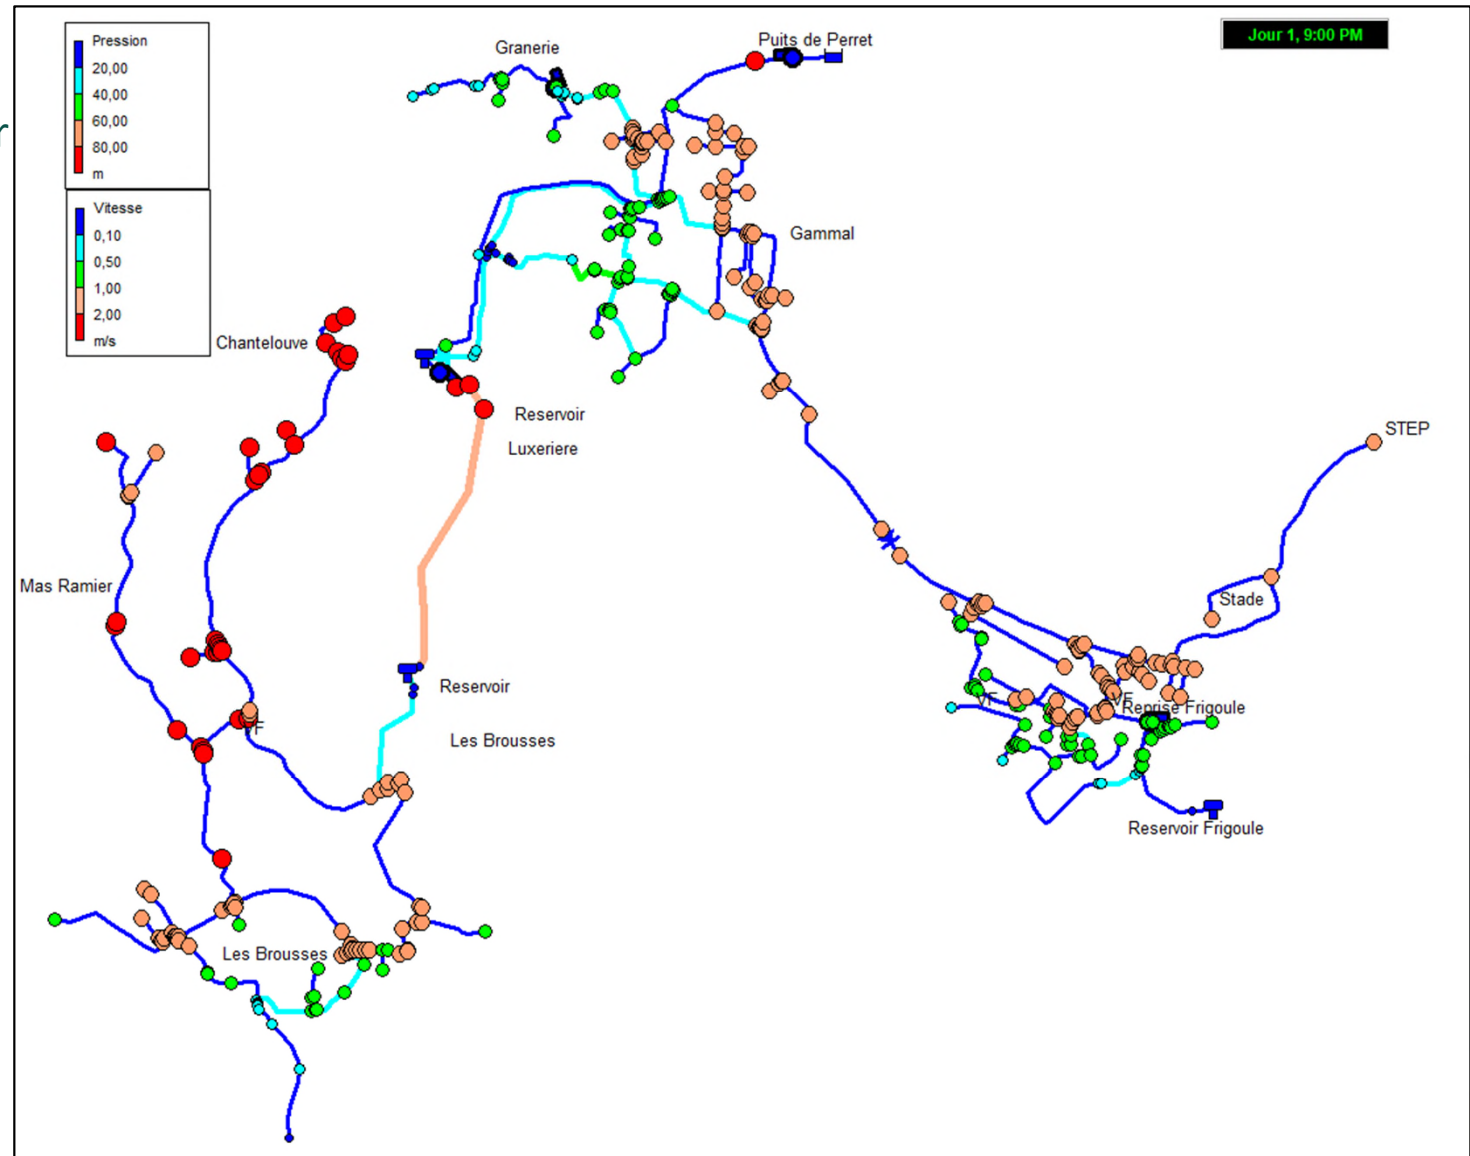 Pression
20,00
40,00
60,00
80,00
m
Vitesse
0,10
0,50
1,00
2,00
m/s
Jour 1, 9:00 PM
Puits de Perret
Granerie
Gammal
Chantelouve
Reservoir
Luxeriere
STEP
Mas Ramier
Stade
Reservoir
VF
VF
Reprise Frigoule
Les Brousses
Reservoir Frigoule
Les Brousses